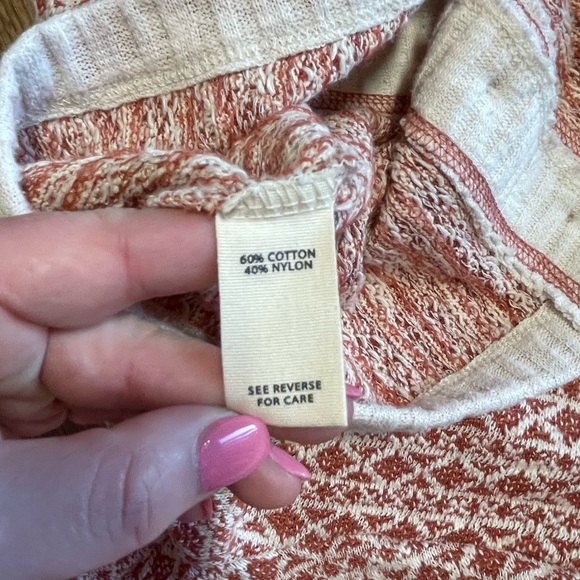 60% COTTON
40% NYLON
SEE REVERSE
FOR CARE